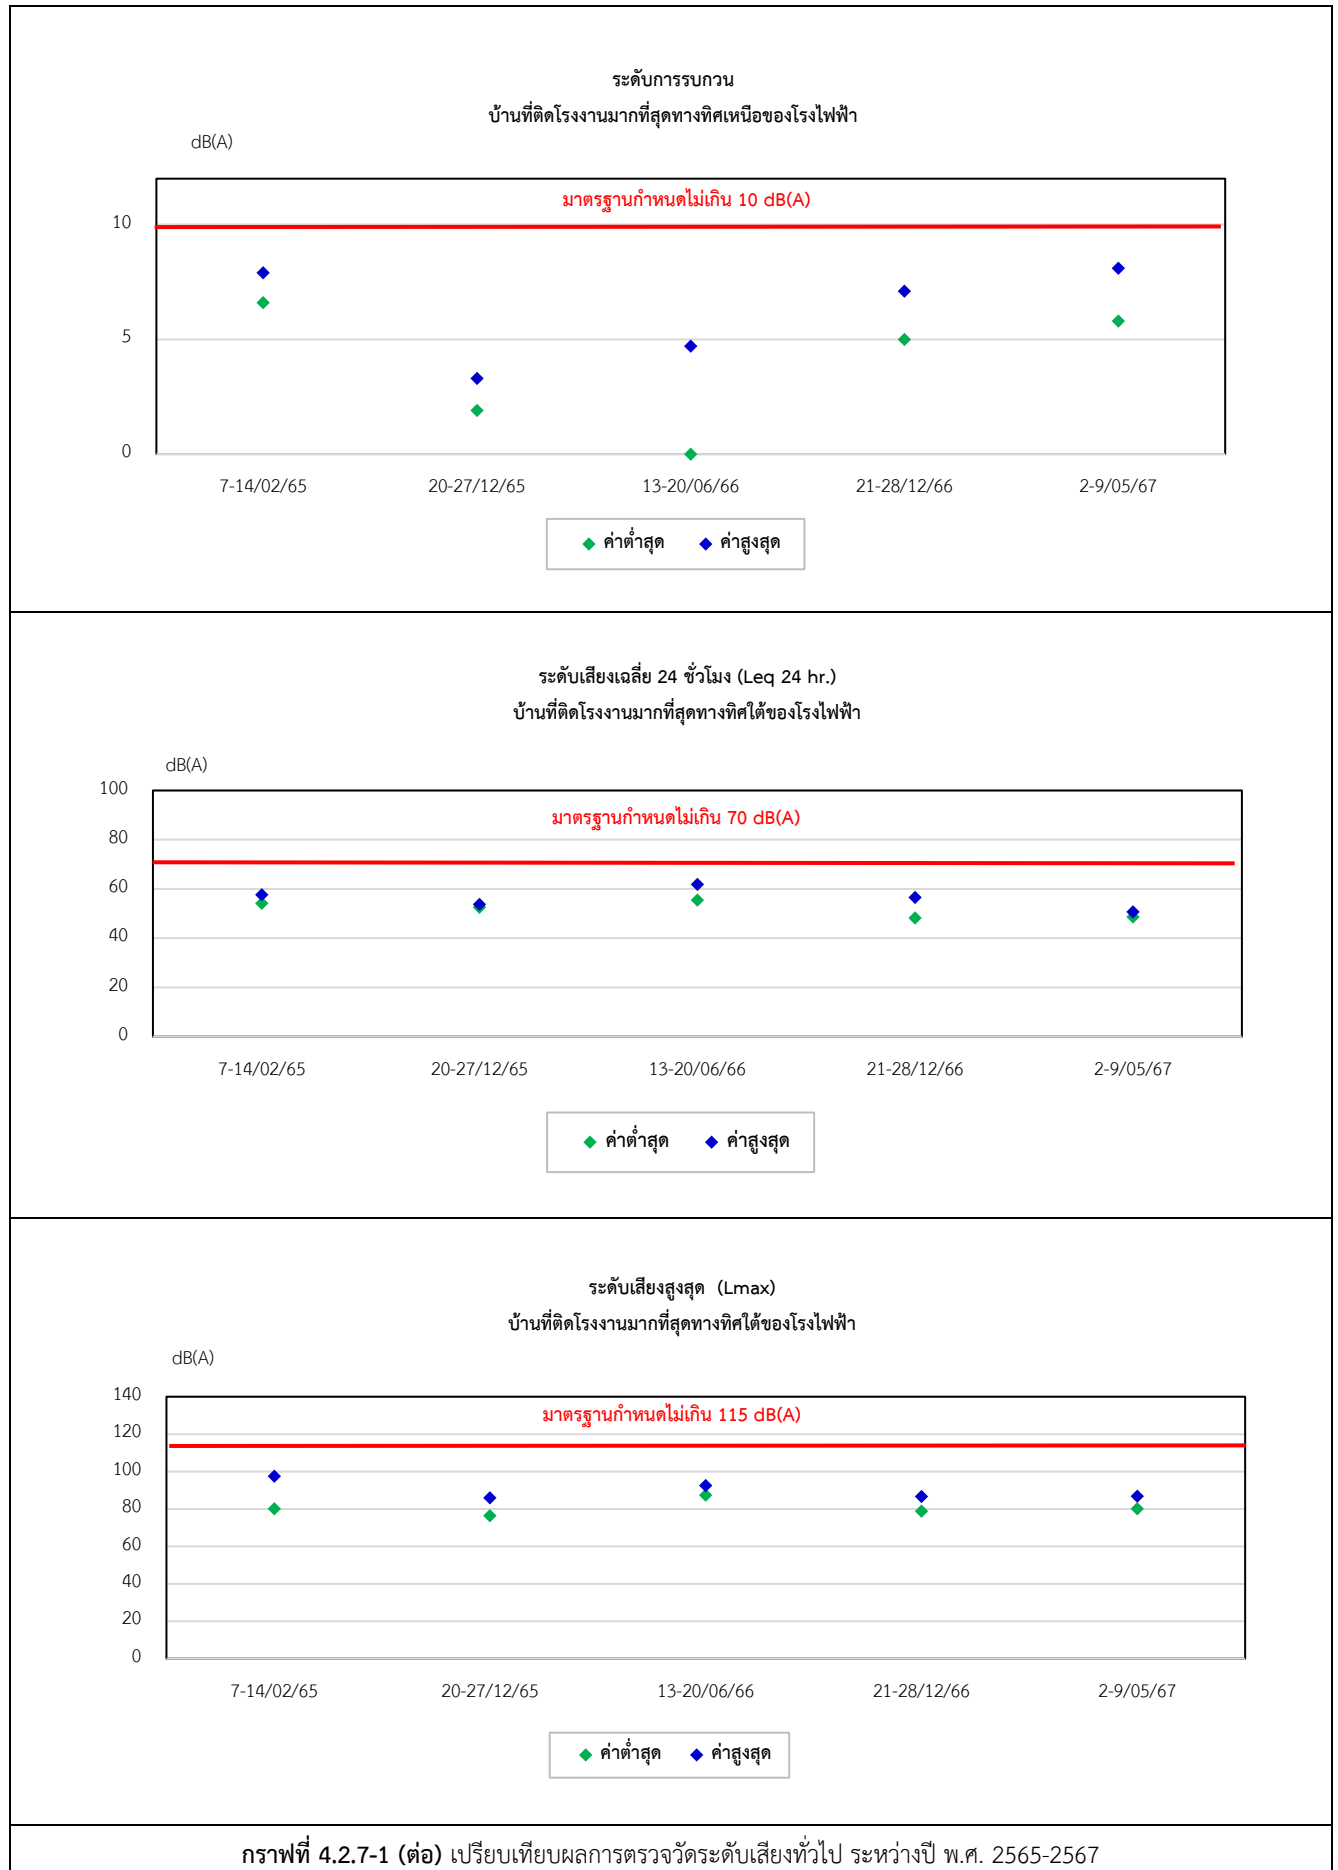 ระดับการรบกวน
บ้านที่ติดโรงงานมากที่สุดทางทิศเหนือของโรงไฟฟ้า
dB(A)
มาตรฐานกำหนดไม่เกิน 10 dB(A)
10
5
0
7-14/02/65 20-27/12/65 13-20/06/66 21-28/12/66 2-9/05/67
ค่าต่ำสุด ค่าสูงสุด
ระดับเสียงเฉลี่ย 24 ชั่วโมง (Leq 24 hr.)
บ้านที่ติดโรงงานมากที่สุดทางทิศใต้ของโรงไฟฟ้า
dB(A)
100
มาตรฐานกำหนดไม่เกิน 70 dB(A)
80
60
40
20
0
7-14/02/65 20-27/12/65 13-20/06/66 21-28/12/66 2-9/05/67
ค่าต่ำสุด ค่าสูงสุด
ระดับเสียงสูงสุด (Lmax)
บ้านที่ติดโรงงานมากที่สุดทางทิศใต้ของโรงไฟฟ้า
dB(A)
140
มาตรฐานกำหนดไม่เกิน 115 dB(A)
120
100
80
60
40
20
0
7-14/02/65 20-27/12/65 13-20/06/66 21-28/12/66 2-9/05/67
ค่าต่ำสุด ค่าสูงสุด
กราฟที่ 4.2.7-1 (ต่อ) เปรียบเทียบผลการตรวจวัดระดับเสียงทั่วไป ระหว่างปี พ.ศ. 2565-2567